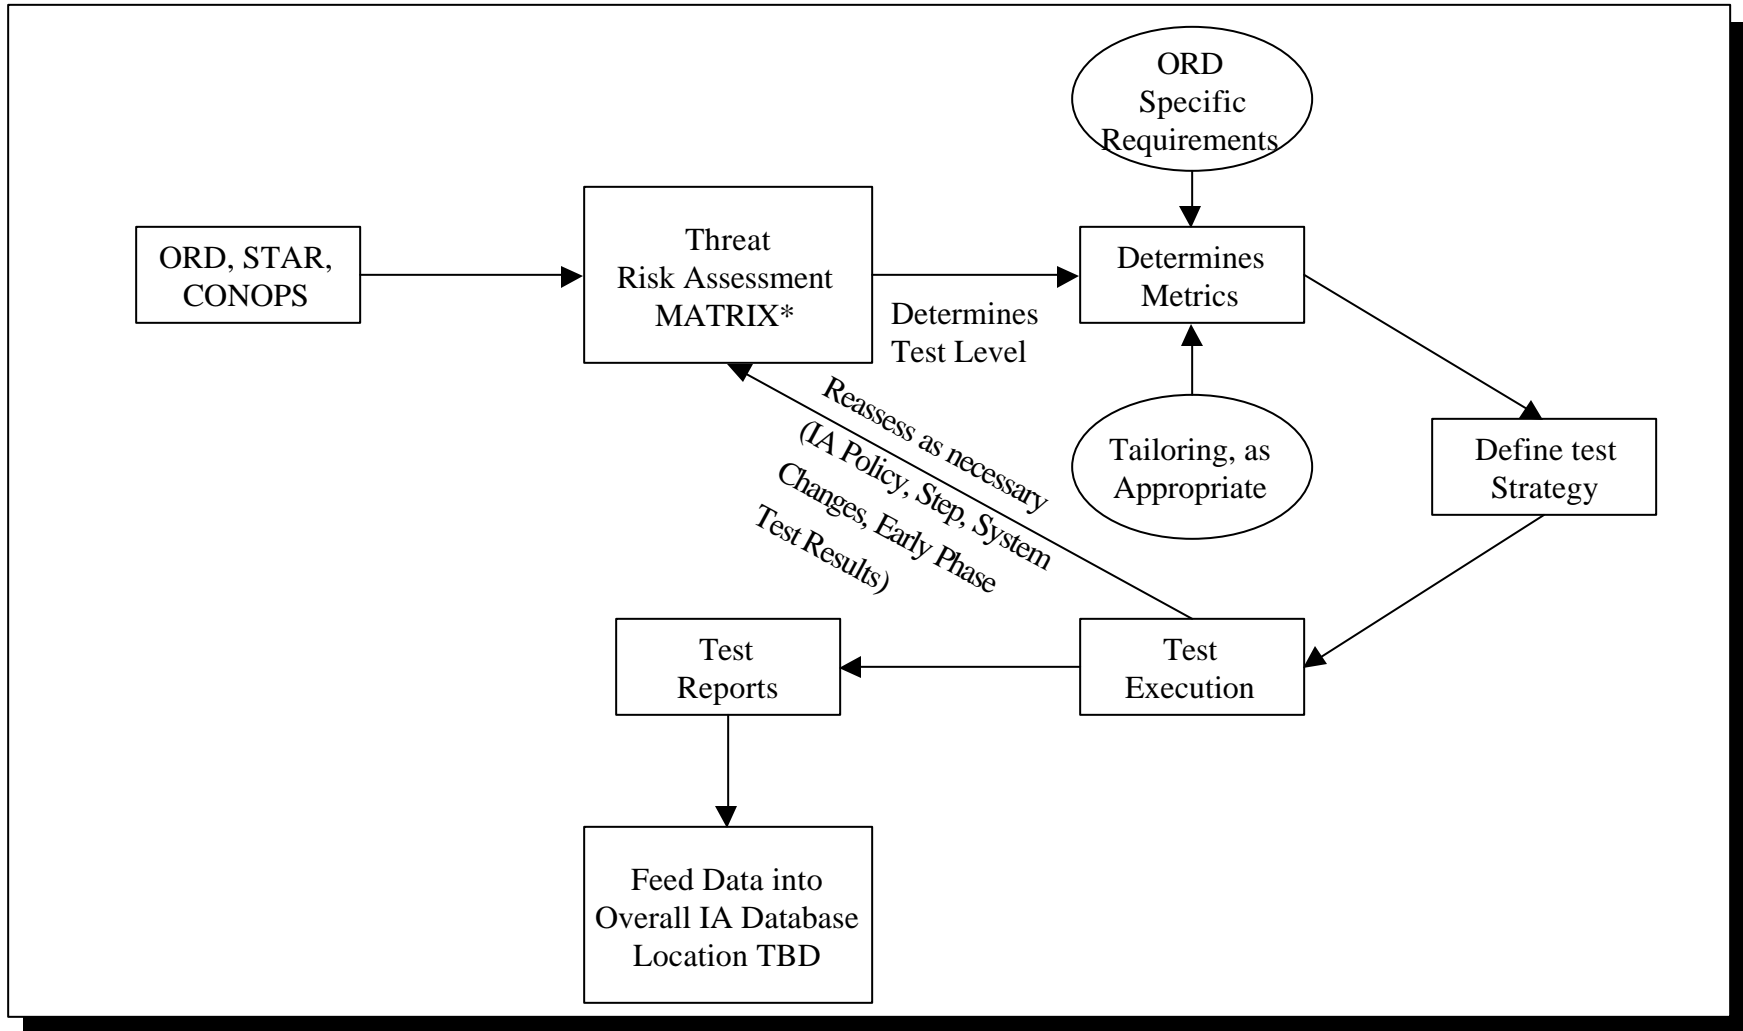 ORD
Specific
Requirements
ORD, STAR,
CONOPS
Threat
Risk Assessment
MATRIX*
Determines
Test Level
Determines
Metrics
Reassess as necessary
(IA Policy, Step, System
Changes, Early Phase
Test Results)
Tailoring, as
Appropriate
Define test
Strategy
Test
Execution
Test
Reports
Feed Data into
Overall IA Database
Location TBD